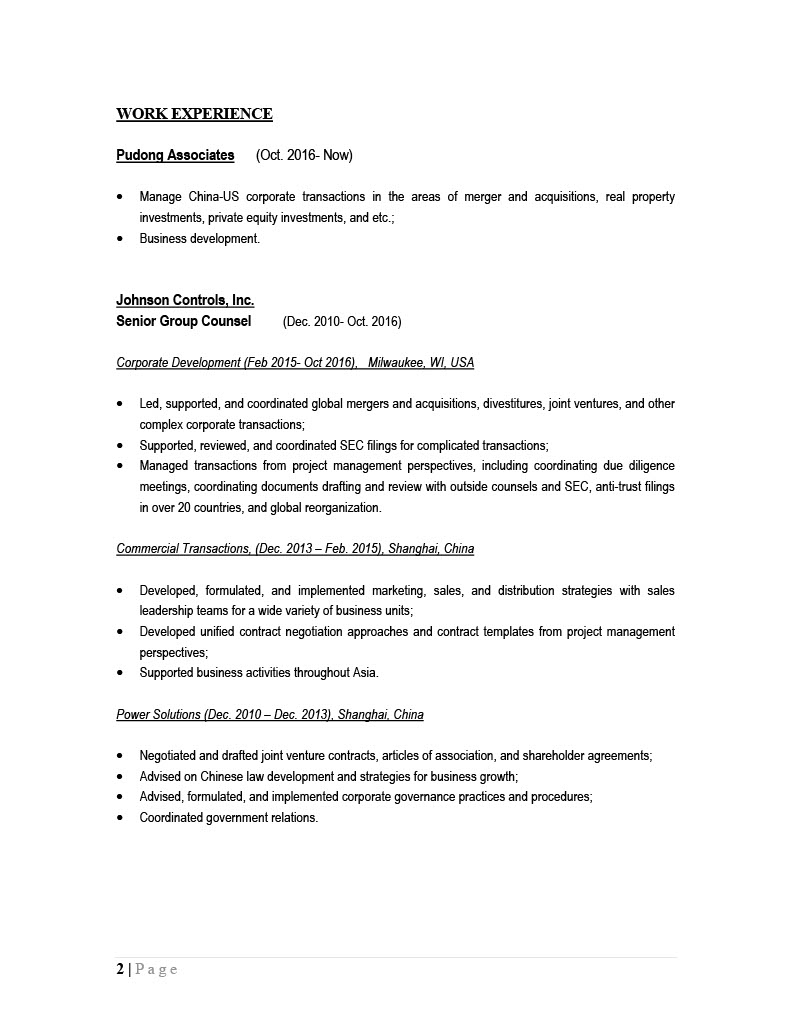 WORK EXPERIENCE
Pudong Associates (Oct. 2016- Now)
• Manage China-US corporate transactions in the areas of merger and acquisitions, real property
investments, private equity investments, and etc.;
• Business development.
Johnson Controls, Inc.
Senior Group Counsel (Dec. 2010- Oct. 2016)
Corporate Development (Feb 2015- Oct 2016), Milwaukee, WI, USA
• Led, supported, and coordinated global mergers and acquisitions, divestitures, joint ventures, and other
complex corporate transactions;
• Supported, reviewed, and coordinated SEC filings for complicated transactions;
• Managed transactions from project management perspectives, including coordinating due diligence
meetings, coordinating documents drafting and review with outside counsels and SEC, anti-trust filings
in over 20 countries, and global reorganization.
Commercial Transactions, (Dec. 2013 – Feb. 2015), Shanghai, China
• Developed, formulated, and implemented marketing, sales, and distribution strategies with sales
leadership teams for a wide variety of business units;
• Developed unified contract negotiation approaches and contract templates from project management
perspectives;
• Supported business activities throughout Asia.
Power Solutions (Dec. 2010 – Dec. 2013), Shanghai, China
• Negotiated and drafted joint venture contracts, articles of association, and shareholder agreements;
• Advised on Chinese law development and strategies for business growth;
• Advised, formulated, and implemented corporate governance practices and procedures;
• Coordinated government relations.
2 | Page